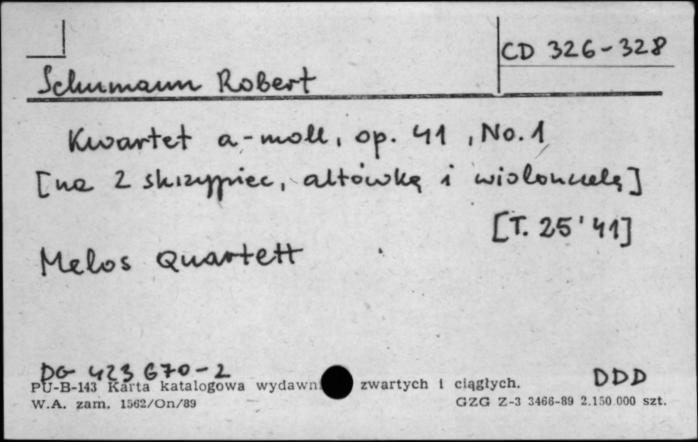 CD 326-328
Schumann Robert
Kwartet a-moll, op. 41, No. 1
[na 2 skrzypiec, altówkę i wiolonczelę]
[T. 25'41]
Melos Quartett
DG 423 670-2
DDD
PU-B-143 Karta katalogowa wydawn zwartych i ciągłych.
W.A. zam. 1562/On/89
GZG Z-3 3466-89 2.150.000 szt.